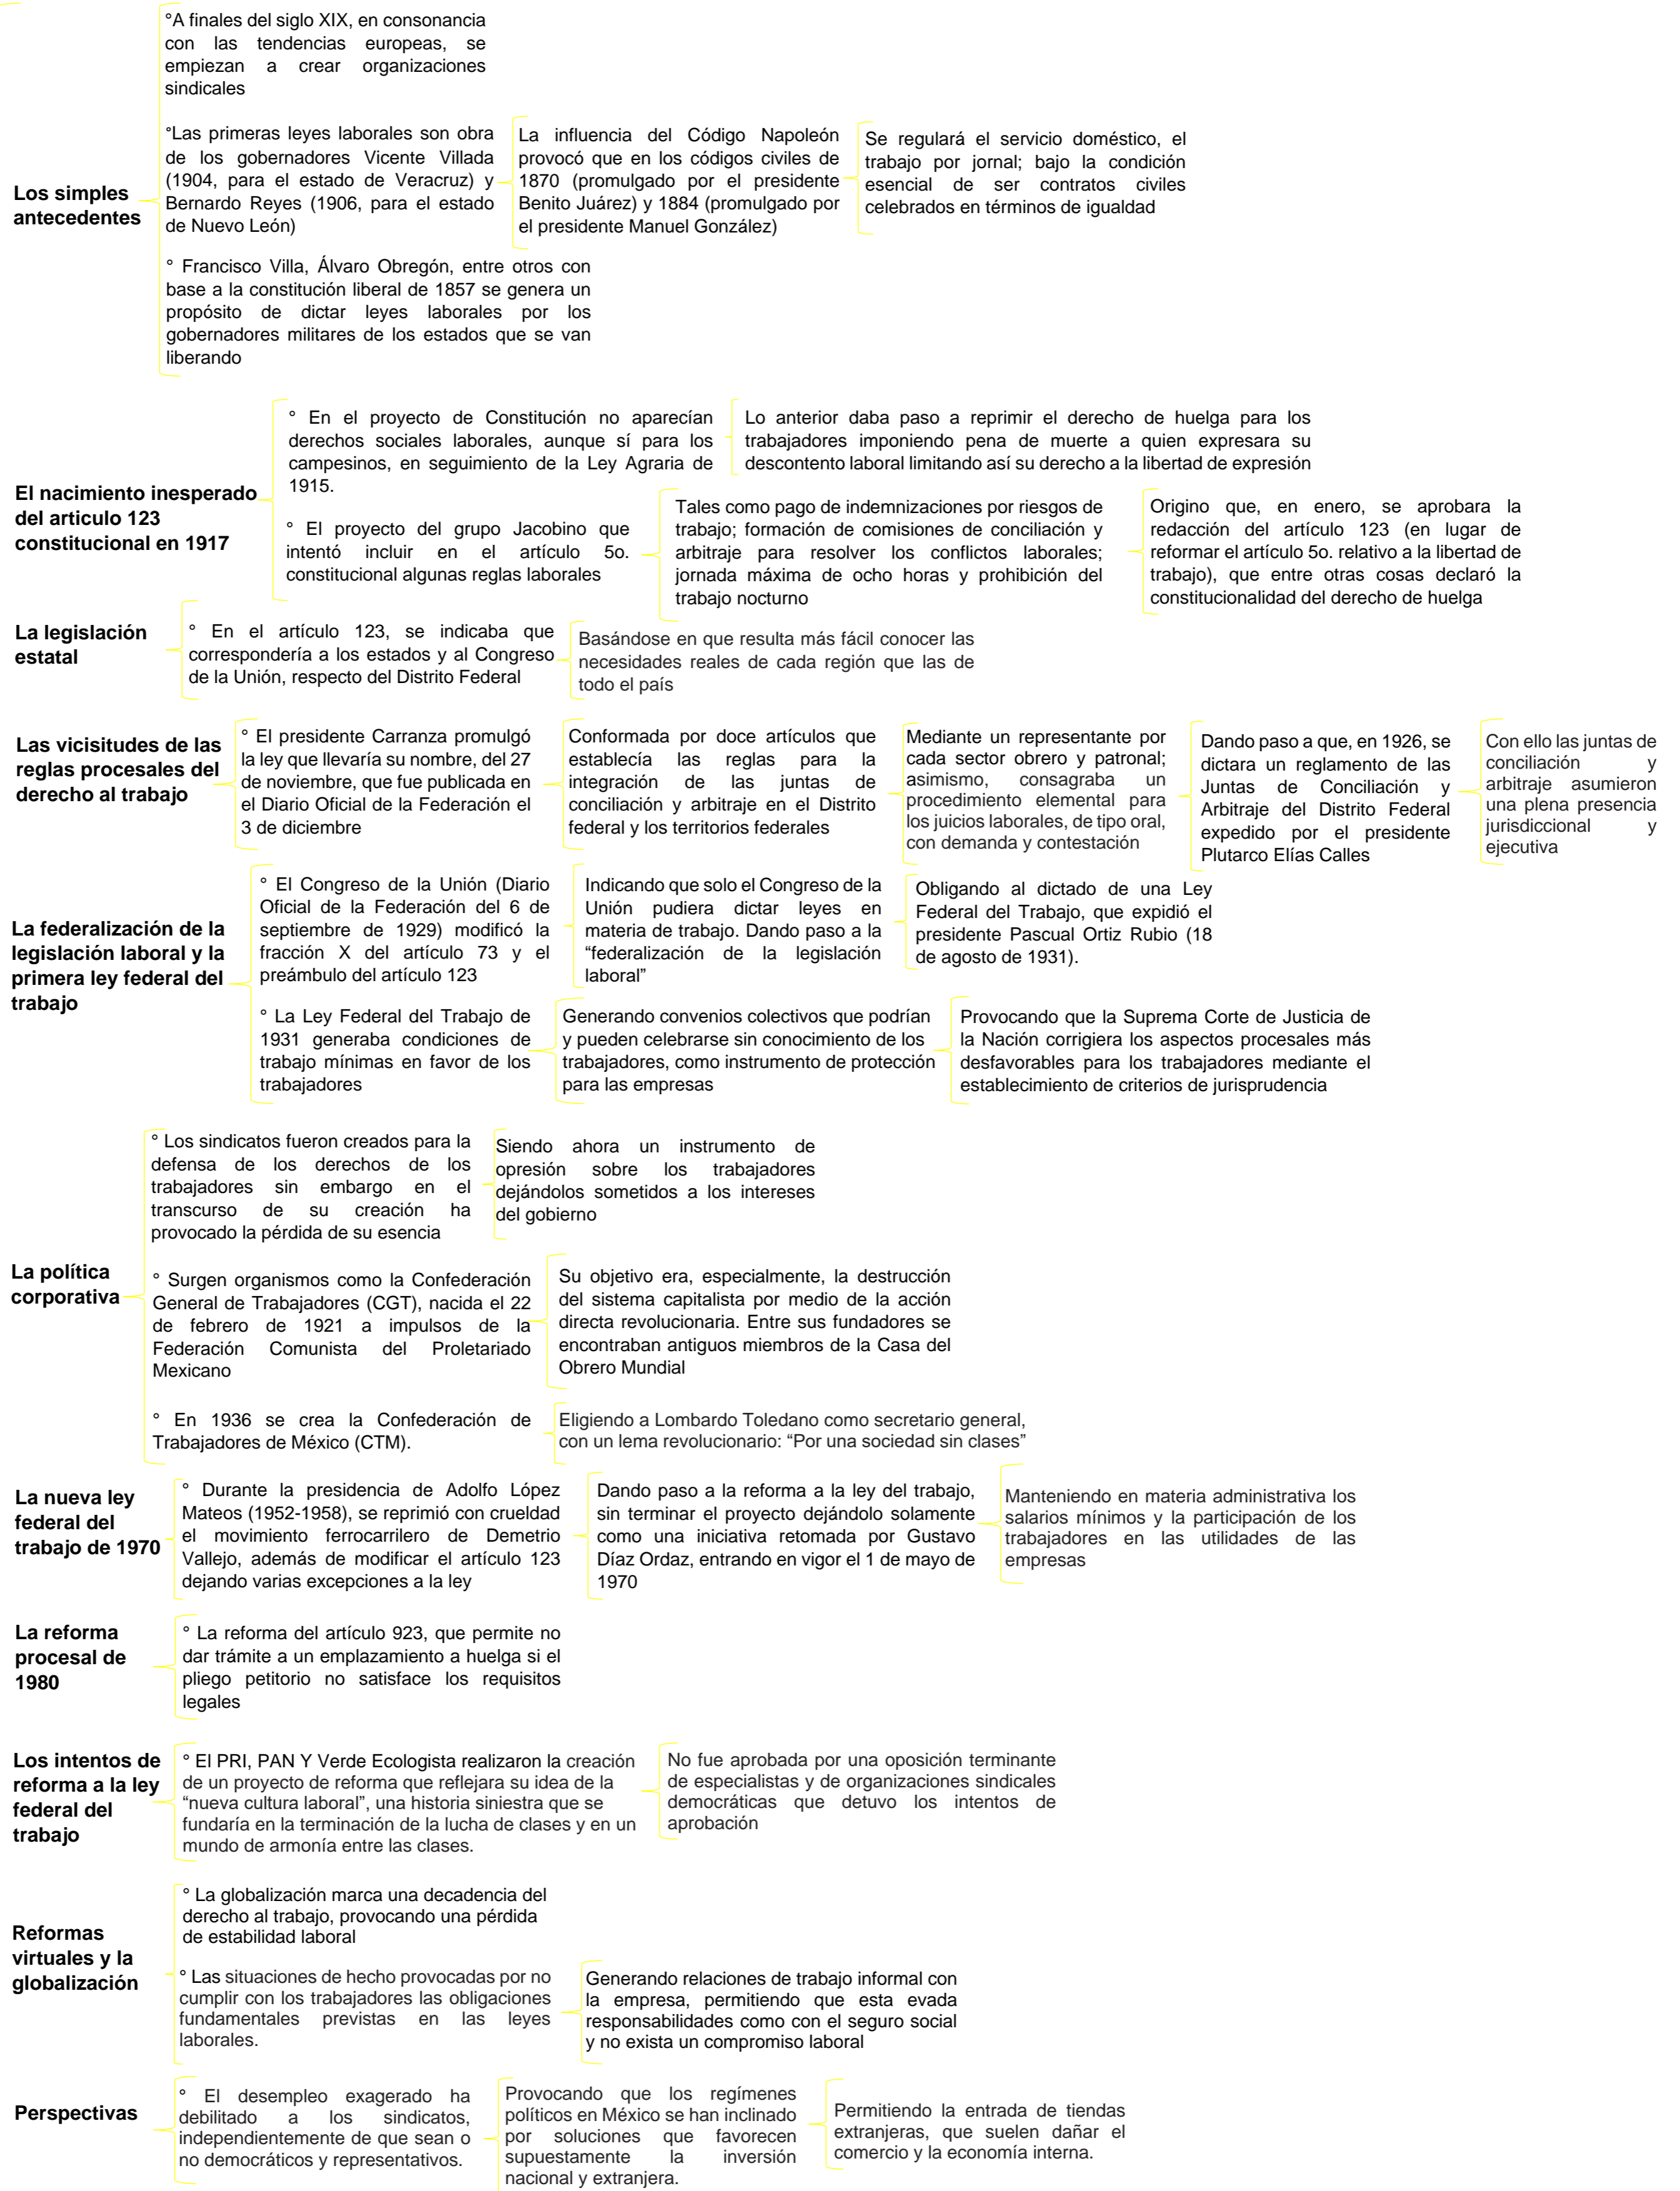 Los simples
antecedentes
°A finales del siglo XIX, en consonancia
con las tendencias europeas, se
empiezan a crear organizaciones
sindicales
°Las primeras leyes laborales son obra
de los gobernadores Vicente Villada
(1904, para el estado de Veracruz) y
Bernardo Reyes (1906, para el estado
de Nuevo León)
La influencia del Código Napoleón
provocó que en los códigos civiles de
1870 (promulgado por el presidente
Benito Juárez) y 1884 (promulgado por
el presidente Manuel González)
Se regulará el servicio doméstico, el
trabajo por jornal; bajo la condición
esencial de ser contratos civiles
celebrados en términos de igualdad
° Francisco Villa, Álvaro Obregón, entre otros con
base a la constitución liberal de 1857 se genera un
propósito de dictar leyes laborales por los
gobernadores militares de los estados que se van
liberando
El nacimiento inesperado
del articulo 123
constitucional en 1917
° En el proyecto de Constitución no aparecían
derechos sociales laborales, aunque sí para los
campesinos, en seguimiento de la Ley Agraria de
1915.
Lo anterior daba paso a reprimir el derecho de huelga para los
trabajadores imponiendo pena de muerte a quien expresara su
descontento laboral limitando así su derecho a la libertad de expresión
° El proyecto del grupo Jacobino que
intentó incluir en el artículo 5o.
constitucional algunas reglas laborales
Tales como pago de indemnizaciones por riesgos de
trabajo; formación de comisiones de conciliación y
arbitraje para resolver los conflictos laborales;
jornada máxima de ocho horas y prohibición del
trabajo nocturno
Origino que, en enero, se aprobara la
redacción del artículo 123 (en lugar de
reformar el artículo 5o. relativo a la libertad de
trabajo), que entre otras cosas declaró la
constitucionalidad del derecho de huelga
La legislación
estatal
° En el artículo 123, se indicaba que
correspondería a los estados y al Congreso
de la Unión, respecto del Distrito Federal
Basándose en que resulta más fácil conocer las
necesidades reales de cada región que las de
todo el país
Las vicisitudes de las
reglas procesales del
derecho al trabajo
° El presidente Carranza promulgó
la ley que llevaría su nombre, del 27
de noviembre, que fue publicada en
el Diario Oficial de la Federación el
3 de diciembre
Conformada por doce artículos que
establecía las reglas para la
integración de las juntas de
conciliación y arbitraje en el Distrito
federal y los territorios federales
Mediante un representante por
cada sector obrero y patronal;
asimismo, consagraba un
procedimiento elemental para
los juicios laborales, de tipo oral,
con demanda y contestación
Dando paso a que, en 1926, se
dictara un reglamento de las
Juntas de Conciliación y
Arbitraje del Distrito Federal
expedido por el presidente
Plutarco Elías Calles
Con ello las juntas de
conciliación y
arbitraje asumieron
una plena presencia
jurisdiccional y
ejecutiva
La federalización de la
legislación laboral y la
primera ley federal del
trabajo
° El Congreso de la Unión (Diario
Oficial de la Federación del 6 de
septiembre de 1929) modificó la
fracción X del artículo 73 y el
preámbulo del artículo 123
Indicando que solo el Congreso de la
Unión pudiera dictar leyes en
materia de trabajo. Dando paso a la
“federalización de la legislación
laboral”
Obligando al dictado de una Ley
Federal del Trabajo, que expidió el
presidente Pascual Ortiz Rubio (18
de agosto de 1931).
° La Ley Federal del Trabajo de
1931 generaba condiciones de
trabajo mínimas en favor de los
trabajadores
Generando convenios colectivos que podrían
y pueden celebrarse sin conocimiento de los
trabajadores, como instrumento de protección
para las empresas
Provocando que la Suprema Corte de Justicia de
la Nación corrigiera los aspectos procesales más
desfavorables para los trabajadores mediante el
establecimiento de criterios de jurisprudencia
La política
corporativa
° Los sindicatos fueron creados para la
defensa de los derechos de los
trabajadores sin embargo en el
transcurso de su creación ha
provocado la pérdida de su esencia
Siendo ahora un instrumento de
opresión sobre los trabajadores
dejándolos sometidos a los intereses
del gobierno
° Surgen organismos como la Confederación
General de Trabajadores (CGT), nacida el 22
de febrero de 1921 a impulsos de la
Federación Comunista del Proletariado
Mexicano
Su objetivo era, especialmente, la destrucción
del sistema capitalista por medio de la acción
directa revolucionaria. Entre sus fundadores se
encontraban antiguos miembros de la Casa del
Obrero Mundial
° En 1936 se crea la Confederación de
Trabajadores de México (CTM).
Eligiendo a Lombardo Toledano como secretario general,
con un lema revolucionario: “Por una sociedad sin clases”
La nueva ley
federal del
trabajo de 1970
° Durante la presidencia de Adolfo López
Mateos (1952-1958), se reprimió con crueldad
el movimiento ferrocarrilero de Demetrio
Vallejo, además de modificar el artículo 123
dejando varias excepciones a la ley
Dando paso a la reforma a la ley del trabajo,
sin terminar el proyecto dejándolo solamente
como una iniciativa retomada por Gustavo
Díaz Ordaz, entrando en vigor el 1 de mayo de
1970
Manteniendo en materia administrativa los
salarios mínimos y la participación de los
trabajadores en las utilidades de las
empresas
La reforma
procesal de
1980
° La reforma del artículo 923, que permite no
dar trámite a un emplazamiento a huelga si el
pliego petitorio no satisface los requisitos
legales
Los intentos de
reforma a la ley
federal del
trabajo
° El PRI, PAN Y Verde Ecologista realizaron la creación
de un proyecto de reforma que reflejara su idea de la
“nueva cultura laboral”, una historia siniestra que se
fundaría en la terminación de la lucha de clases y en un
mundo de armonía entre las clases.
No fue aprobada por una oposición terminante
de especialistas y de organizaciones sindicales
democráticas que detuvo los intentos de
aprobación
Reformas
virtuales y la
globalización
° La globalización marca una decadencia del
derecho al trabajo, provocando una pérdida
de estabilidad laboral
° Las situaciones de hecho provocadas por no
cumplir con los trabajadores las obligaciones
fundamentales previstas en las leyes
laborales.
Generando relaciones de trabajo informal con
la empresa, permitiendo que esta evada
responsabilidades como con el seguro social
y no exista un compromiso laboral
Perspectivas
° El desempleo exagerado ha
debilitado a los sindicatos,
independientemente de que sean o
no democráticos y representativos.
Provocando que los regímenes
políticos en México se han inclinado
por soluciones que favorecen
supuestamente la inversión
nacional y extranjera.
Permitiendo la entrada de tiendas
extranjeras, que suelen dañar el
comercio y la economía interna.